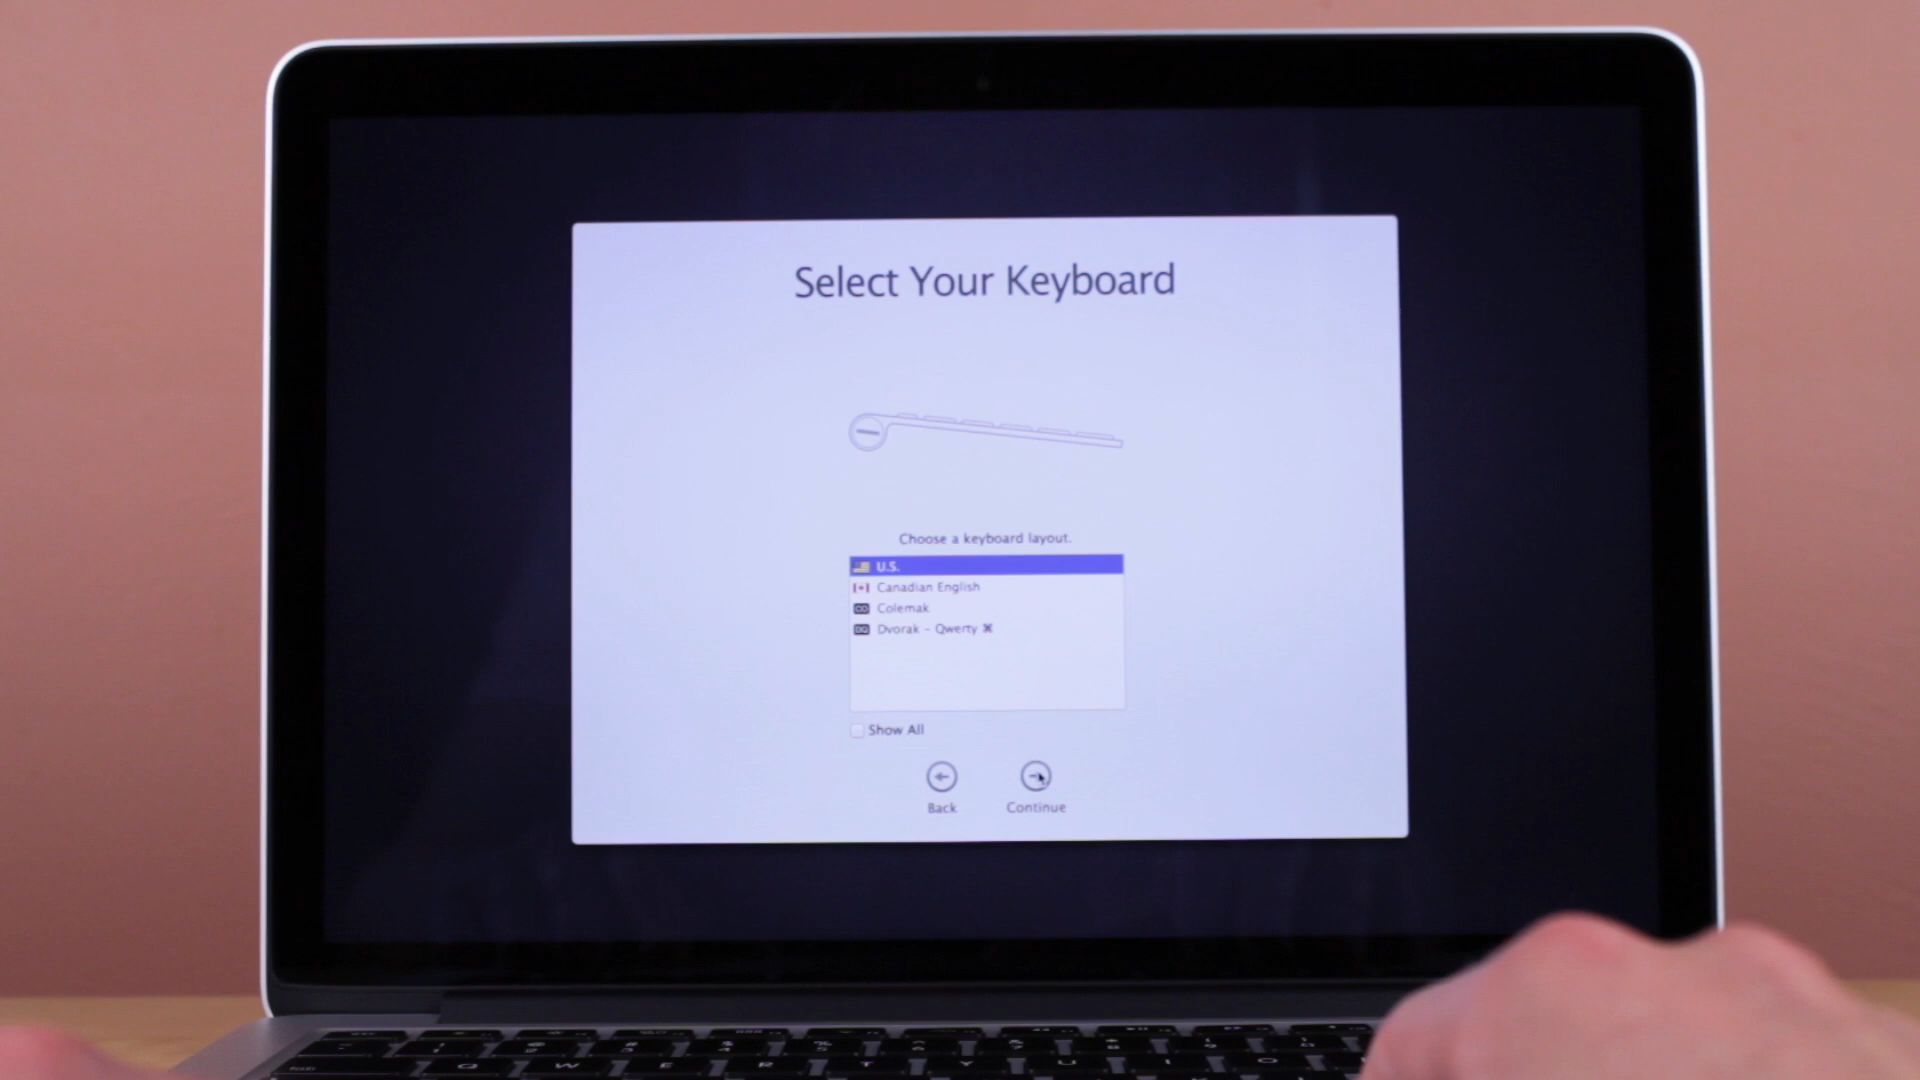 Select Your Keyboard
Choose a keyboard layout.
U.S.
Canadian English
Colemak
Dvorak - Qwerty ⌘
Show All
Back
Continue
Q W E R T Y U I O